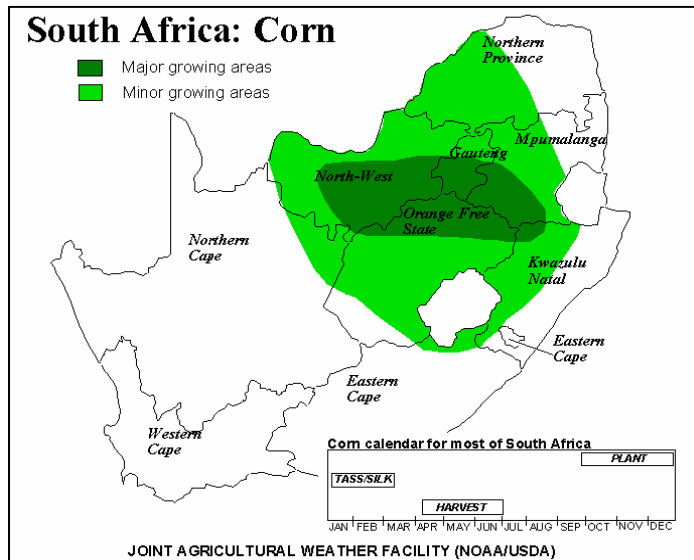 South Africa: Corn
Major growing areas
Minor growing areas
Northern
Province
Mpumalanga
Gauteng
North-West
Orange Free
State
Northern
Cape
Kwazulu
Natal
Eastern
Cape
Eastern
Cape
Western
Cape
Corn calendar for most of South Africa
PLANT
TASS/SILK
HARVEST
JAN FEB MAR APR MAY JUN JUL AUG SEP OCT NOV DEC
JOINT AGRICULTURAL WEATHER FACILITY (NOAA/USDA)